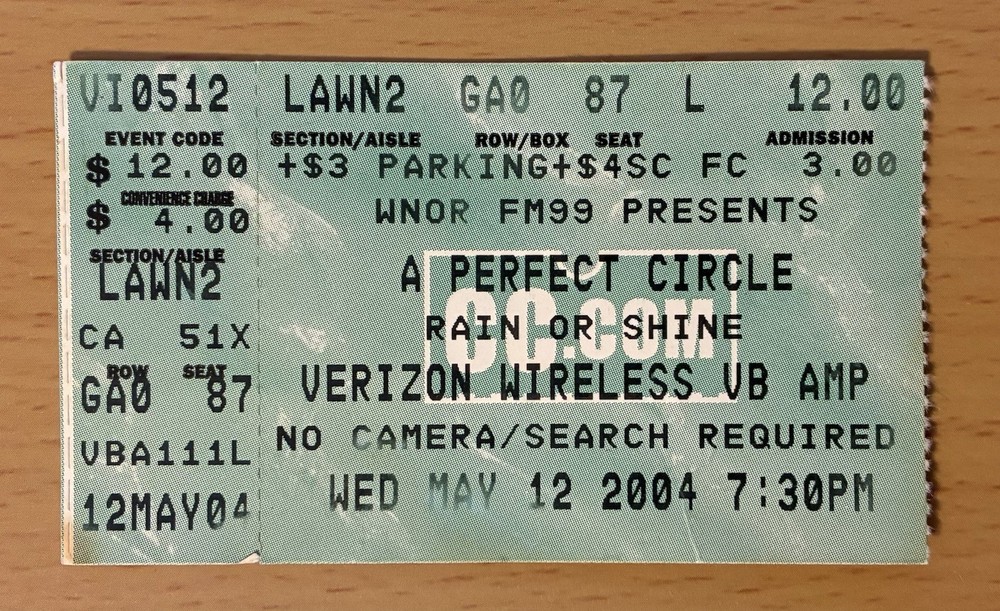 VI0512 LAWN2 GA0 87 L 12.00
EVENT CODE SECTION/AISLE ROW/BOX SEAT ADMISSION
$ 12.00 +$3 PARKING+$4SC FC 3.00
CONVENIENCE CHARGE
$ 4.00 WNOR FM99 PRESENTS
SECTION/AISLE
LAWN2 A PERFECT CIRCLE
CC.COM
CA 51X RAIN OR SHINE
ROW SEAT
GA0 87 VERIZON WIRELESS VB AMP
VBA111L NO CAMERA/SEARCH REQUIRED
12MAY04 WED MAY 12 2004 7:30PM